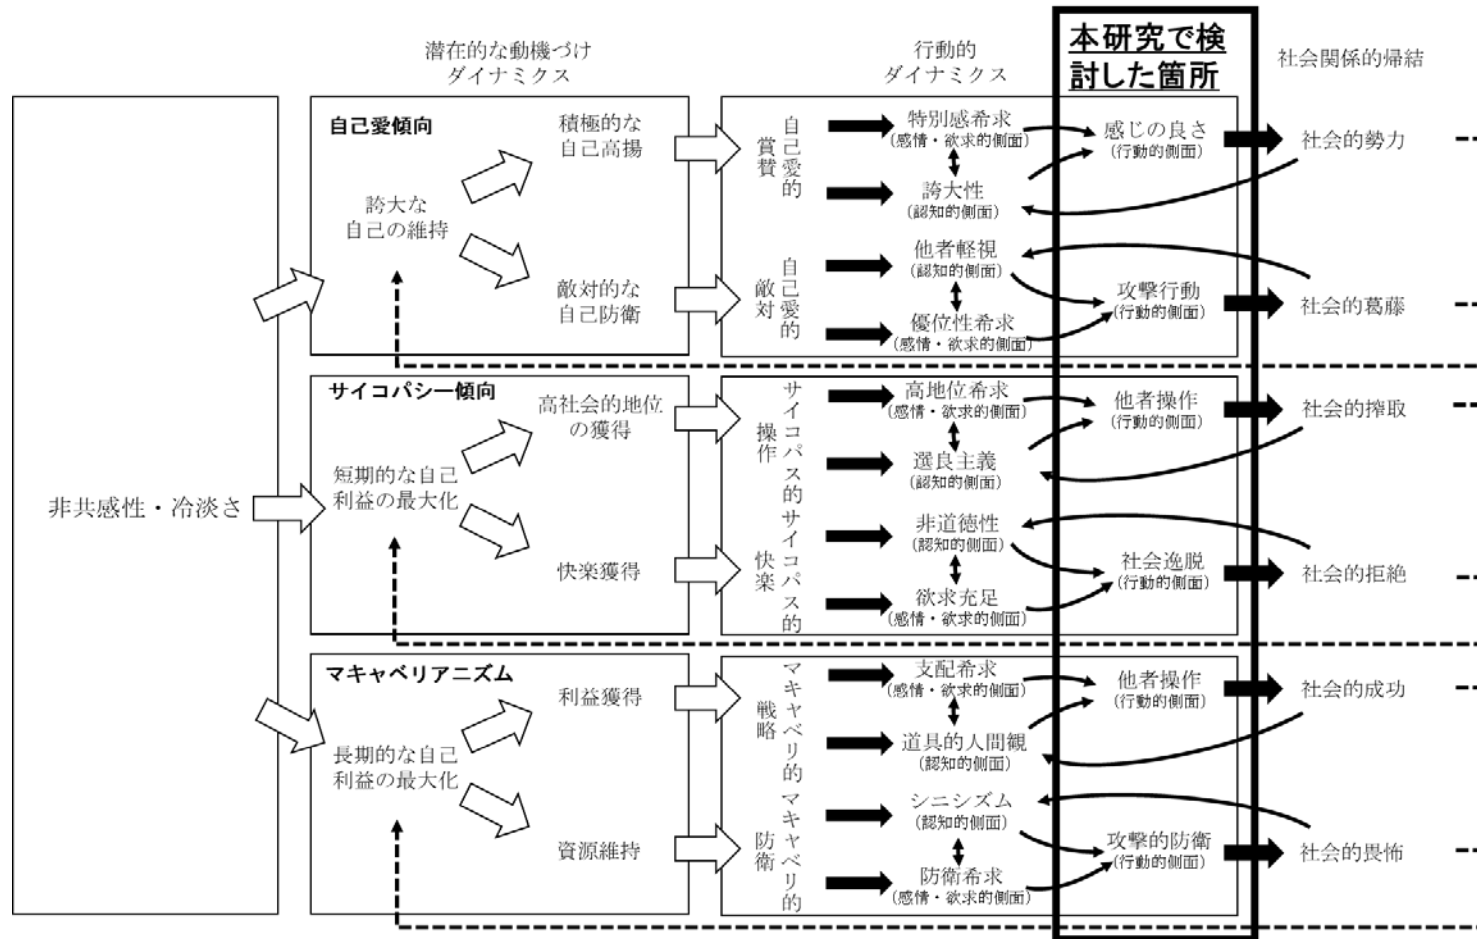 潜在的な動機づけ
ダイナミクス
行動的
ダイナミクス
本研究で検
討した箇所
社会関係的帰結
非共感性・冷淡さ
自己愛傾向
誇大な
自己の維持
積極的な
自己高揚
敵対的な
自己防衛
自己愛的
賞賛
特別感希求
(感情・欲求的側面)
誇大性
(認知的側面)
感じの良さ
(行動的側面)
社会的勢力
自己愛的
敵対
他者軽視
(認知的側面)
優位性希求
(感情・欲求的側面)
攻撃行動
(行動的側面)
社会的葛藤
サイコパシー傾向
短期的な自己
利益の最大化
高社会的地位
の獲得
快楽獲得
サイコパス的
操作
高地位希求
(感情・欲求的側面)
選良主義
(認知的側面)
他者操作
(行動的側面)
社会的搾取
サイコパス的
快楽
非道徳性
(認知的側面)
欲求充足
(感情・欲求的側面)
社会逸脱
(行動的側面)
社会的拒絶
マキャベリアニズム
長期的な自己
利益の最大化
利益獲得
資源維持
マキャベリ的
戦略
支配希求
(感情・欲求的側面)
道具的人間観
(認知的側面)
他者操作
(行動的側面)
社会的成功
マキャベリ的
防衛
シニシズム
(認知的側面)
防衛希求
(感情・欲求的側面)
攻撃的防衛
(行動的側面)
社会的畏怖